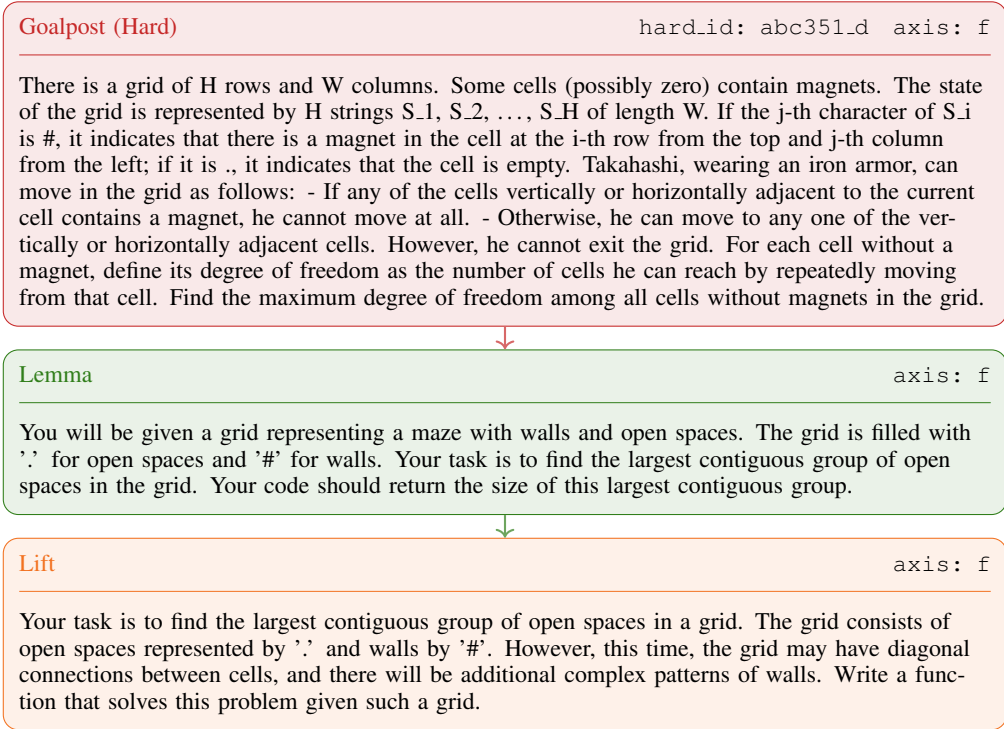 Goalpost (Hard) hard_id: abc351_d axis: f
There is a grid of H rows and W columns. Some cells (possibly zero) contain magnets. The state
of the grid is represented by H strings S_1, S_2, ..., S_H of length W. If the j-th character of S_i
is #, it indicates that there is a magnet in the cell at the i-th row from the top and j-th column
from the left; if it is ., it indicates that the cell is empty. Takahashi, wearing an iron armor, can
move in the grid as follows: - If any of the cells vertically or horizontally adjacent to the current
cell contains a magnet, he cannot move at all. - Otherwise, he can move to any one of the ver-
tically or horizontally adjacent cells. However, he cannot exit the grid. For each cell without a
magnet, define its degree of freedom as the number of cells he can reach by repeatedly moving
from that cell. Find the maximum degree of freedom among all cells without magnets in the grid.
Lemma axis: f
You will be given a grid representing a maze with walls and open spaces. The grid is filled with
'.' for open spaces and '#' for walls. Your task is to find the largest contiguous group of open
spaces in the grid. Your code should return the size of this largest contiguous group.
Lift axis: f
Your task is to find the largest contiguous group of open spaces in a grid. The grid consists of
open spaces represented by '.' and walls by '#'. However, this time, the grid may have diagonal
connections between cells, and there will be additional complex patterns of walls. Write a func-
tion that solves this problem given such a grid.